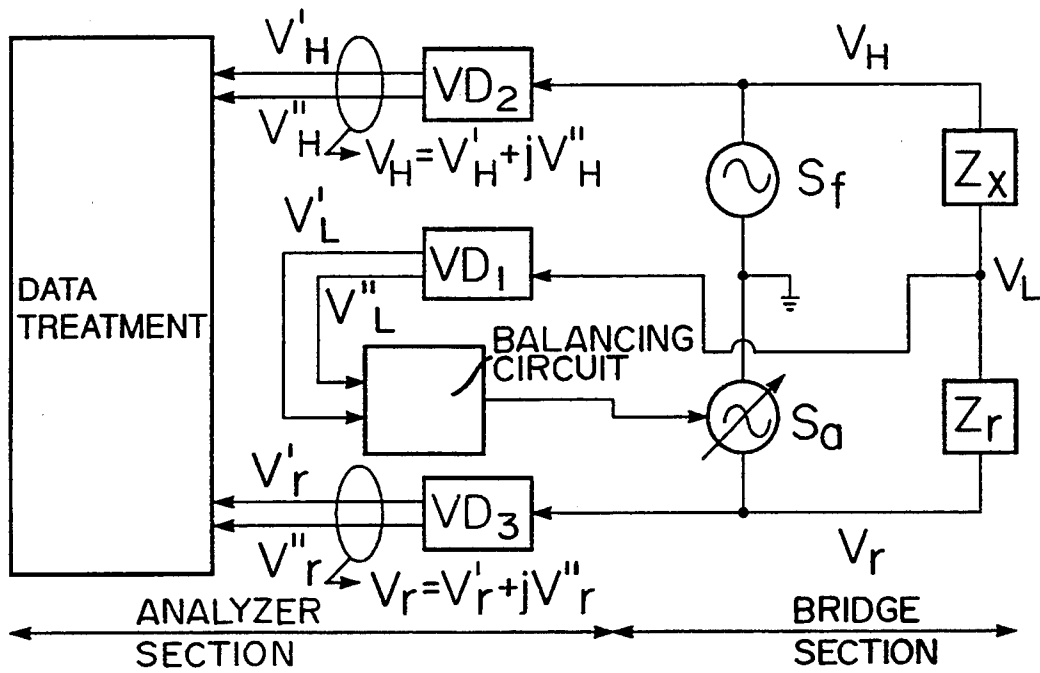 V'H
VH
VD2
V"H
VH=V'H+jV"H
Zx
Sf
V'L
VD1
DATA
TREATMENT
V"L
VL
BALANCING
CIRCUIT
Sa
Zr
V'r
VD3
V"r
Vr=V'r+jV"r
Vr
ANALYZER
SECTION
BRIDGE
SECTION